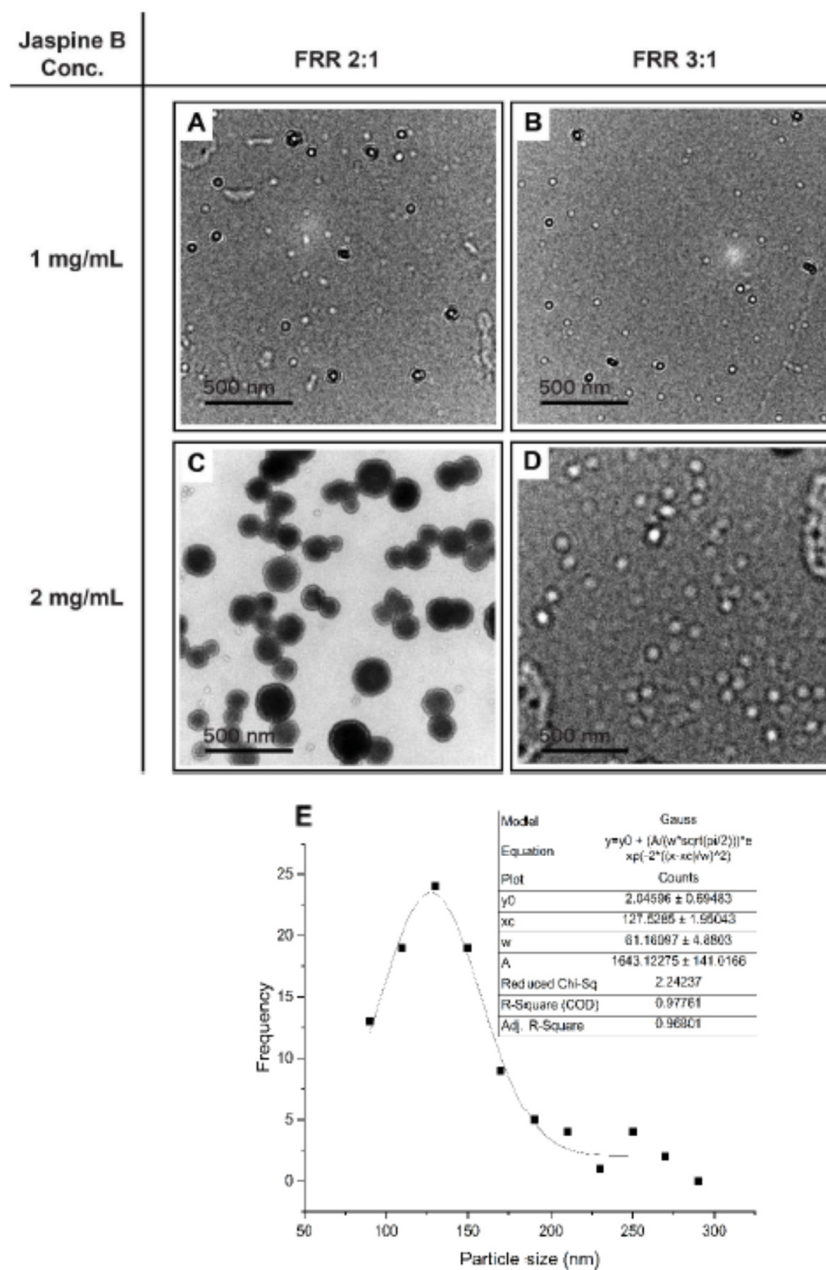 Jaspine B
Conc.
FRR 2:1
FRR 3:1
1 mg/mL
A
500 nm
B
500 nm
2 mg/mL
C
500 nm
D
500 nm
E
Model Gauss
Equation y=y0 + (A/(w*sqrt(pi/2)))*e
xp(-2*((x-xc)/w)^2)
Plot Counts
y0 2.04596 ± 0.69483
xc 127.5285 ± 1.95043
w 61.16097 ± 4.8803
A 1643.12275 ± 141.0166
Reduced Chi-Sq 2.24237
R-Square (COD) 0.97761
Adj. R-Square 0.96801
Frequency
25
20
15
10
5
0
50 100 150 200 250 300
Particle size (nm)